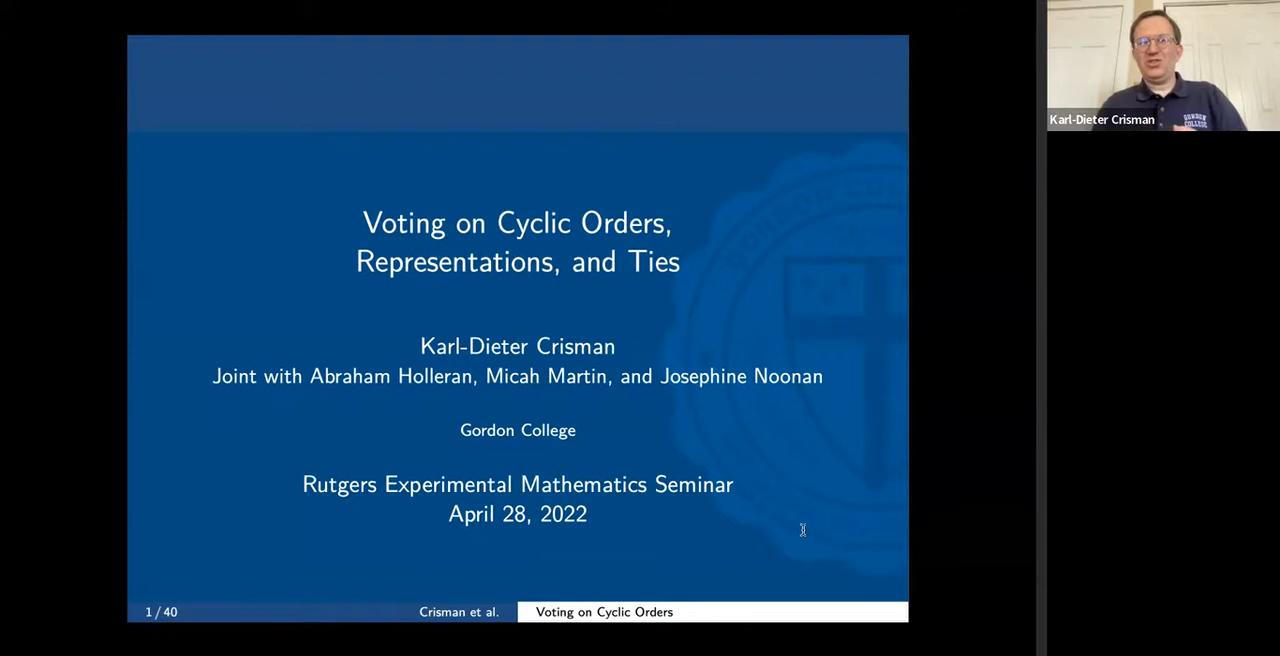 Voting on Cyclic Orders,
Representations, and Ties
Karl-Dieter Crisman
Joint with Abraham Holleran, Micah Martin, and Josephine Noonan
Gordon College
Rutgers Experimental Mathematics Seminar
April 28, 2022
1 / 40
Crisman et al.
Voting on Cyclic Orders
Karl-Dieter Crisman
GORDON
COLLEGE